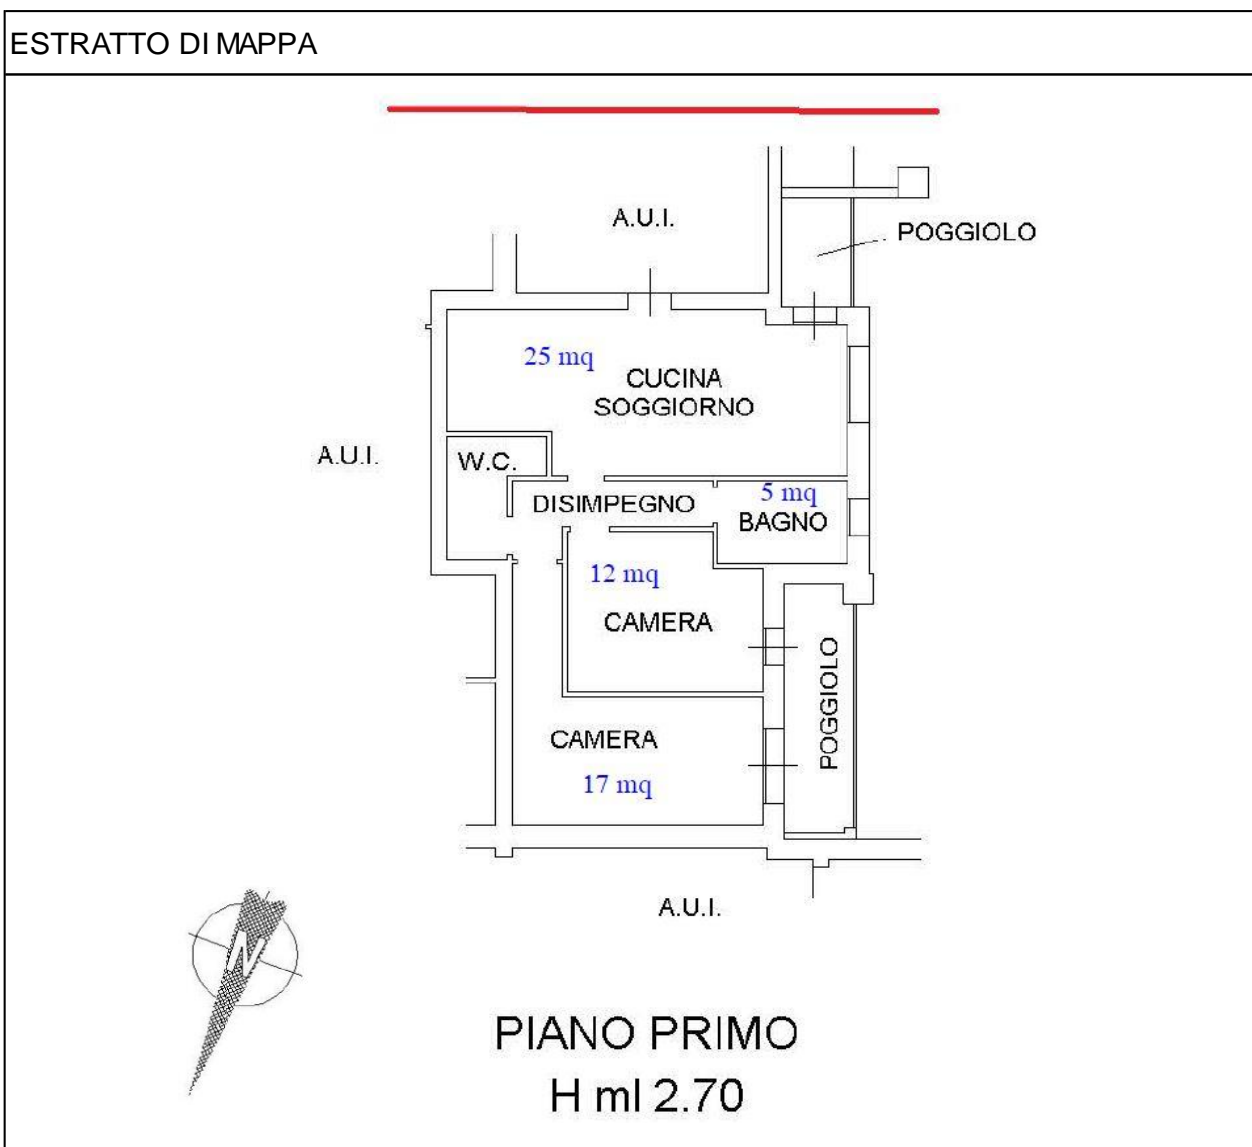 ESTRATTO DI MAPPA
A.U.I.
POGGIOLO
25 mq
CUCINA
SOGGIORNO
A.U.I.
W.C.
5 mq
DISIMPEGNO
BAGNO
12 mq
CAMERA
POGGIOLO
CAMERA
17 mq
A.U.I.
N
PIANO PRIMO
H ml 2.70